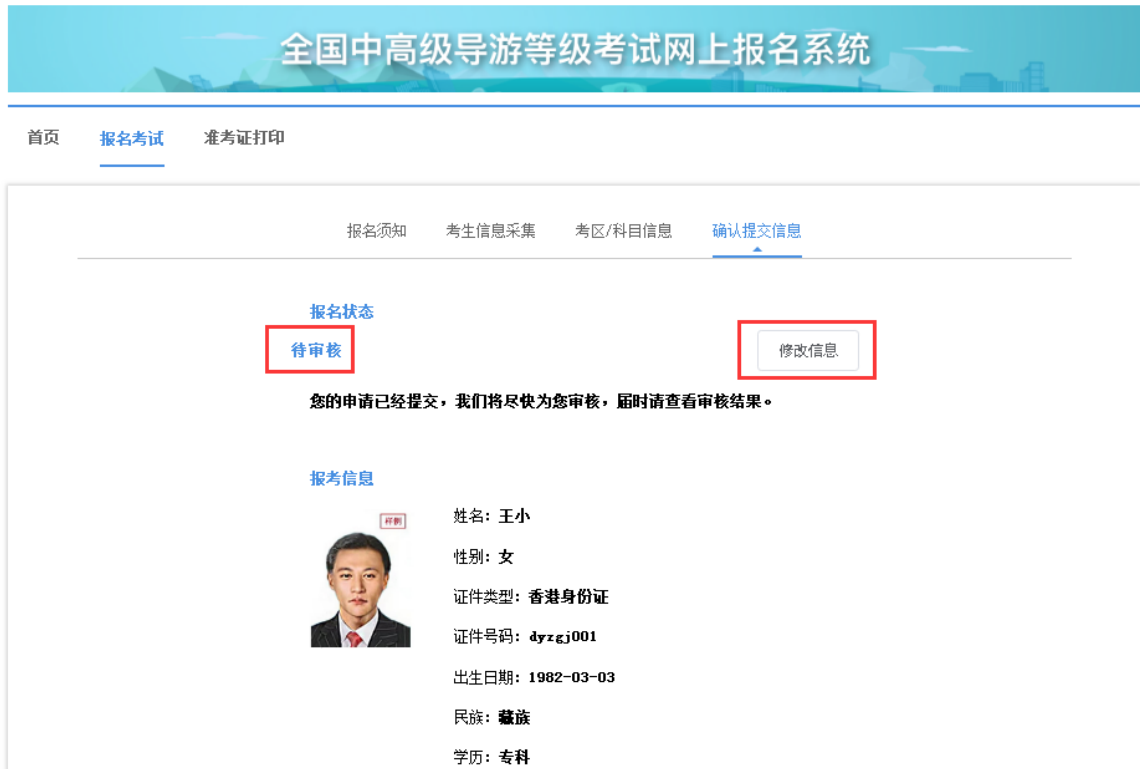 全国中高级导游等级考试网上报名系统
首页 报名考试 准考证打印
报名须知 考生信息采集 考区/科目信息 确认提交信息
报名状态
待审核 修改信息
您的申请已经提交，我们将尽快为您审核，届时请查看审核结果。
报考信息
样例
姓名：王小
性别：女
证件类型：香港身份证
证件号码：dyzgj001
出生日期：1982-03-03
民族：藏族
学历：专科